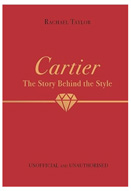 Rachael Taylor
Cartier
The Story Behind the Style
Unofficial and Unauthorised